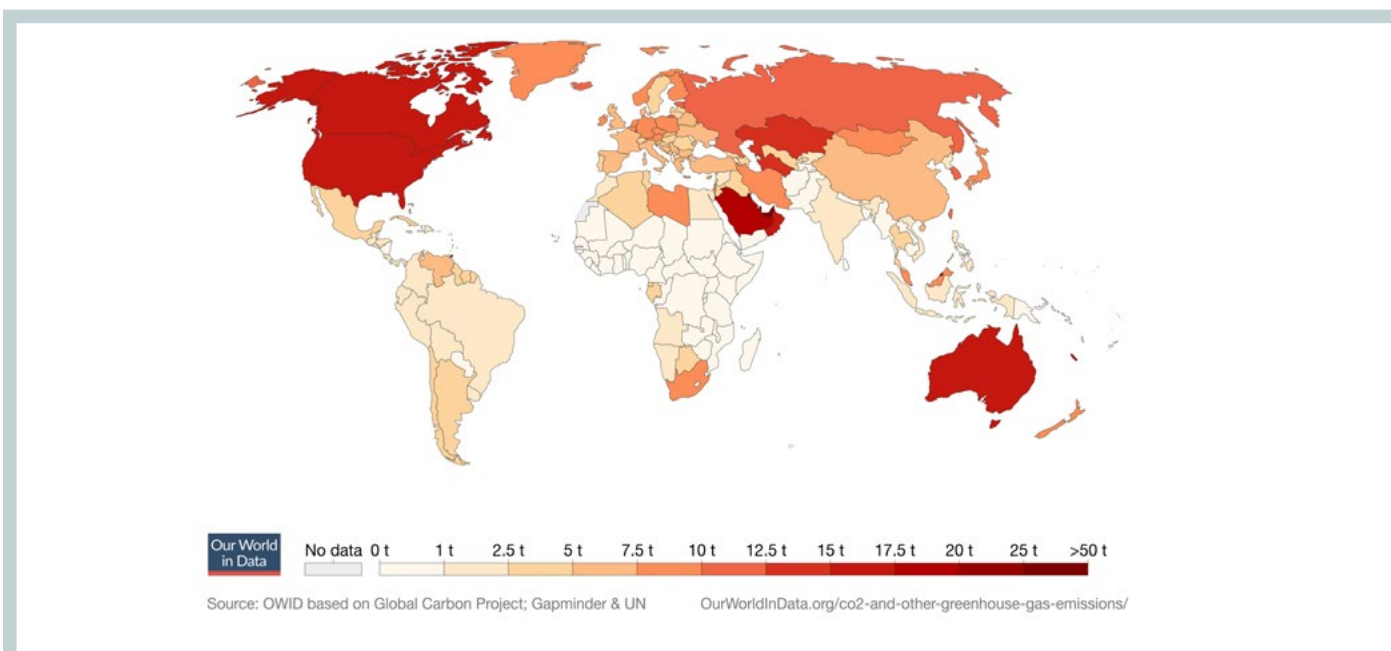 Our World
in Data
No data 0 t 1 t 2.5 t 5 t 7.5 t 10 t 12.5 t 15 t 17.5 t 20 t 25 t >50 t
Source: OWID based on Global Carbon Project; Gapminder & UN OurWorldInData.org/co2-and-other-greenhouse-gas-emissions/